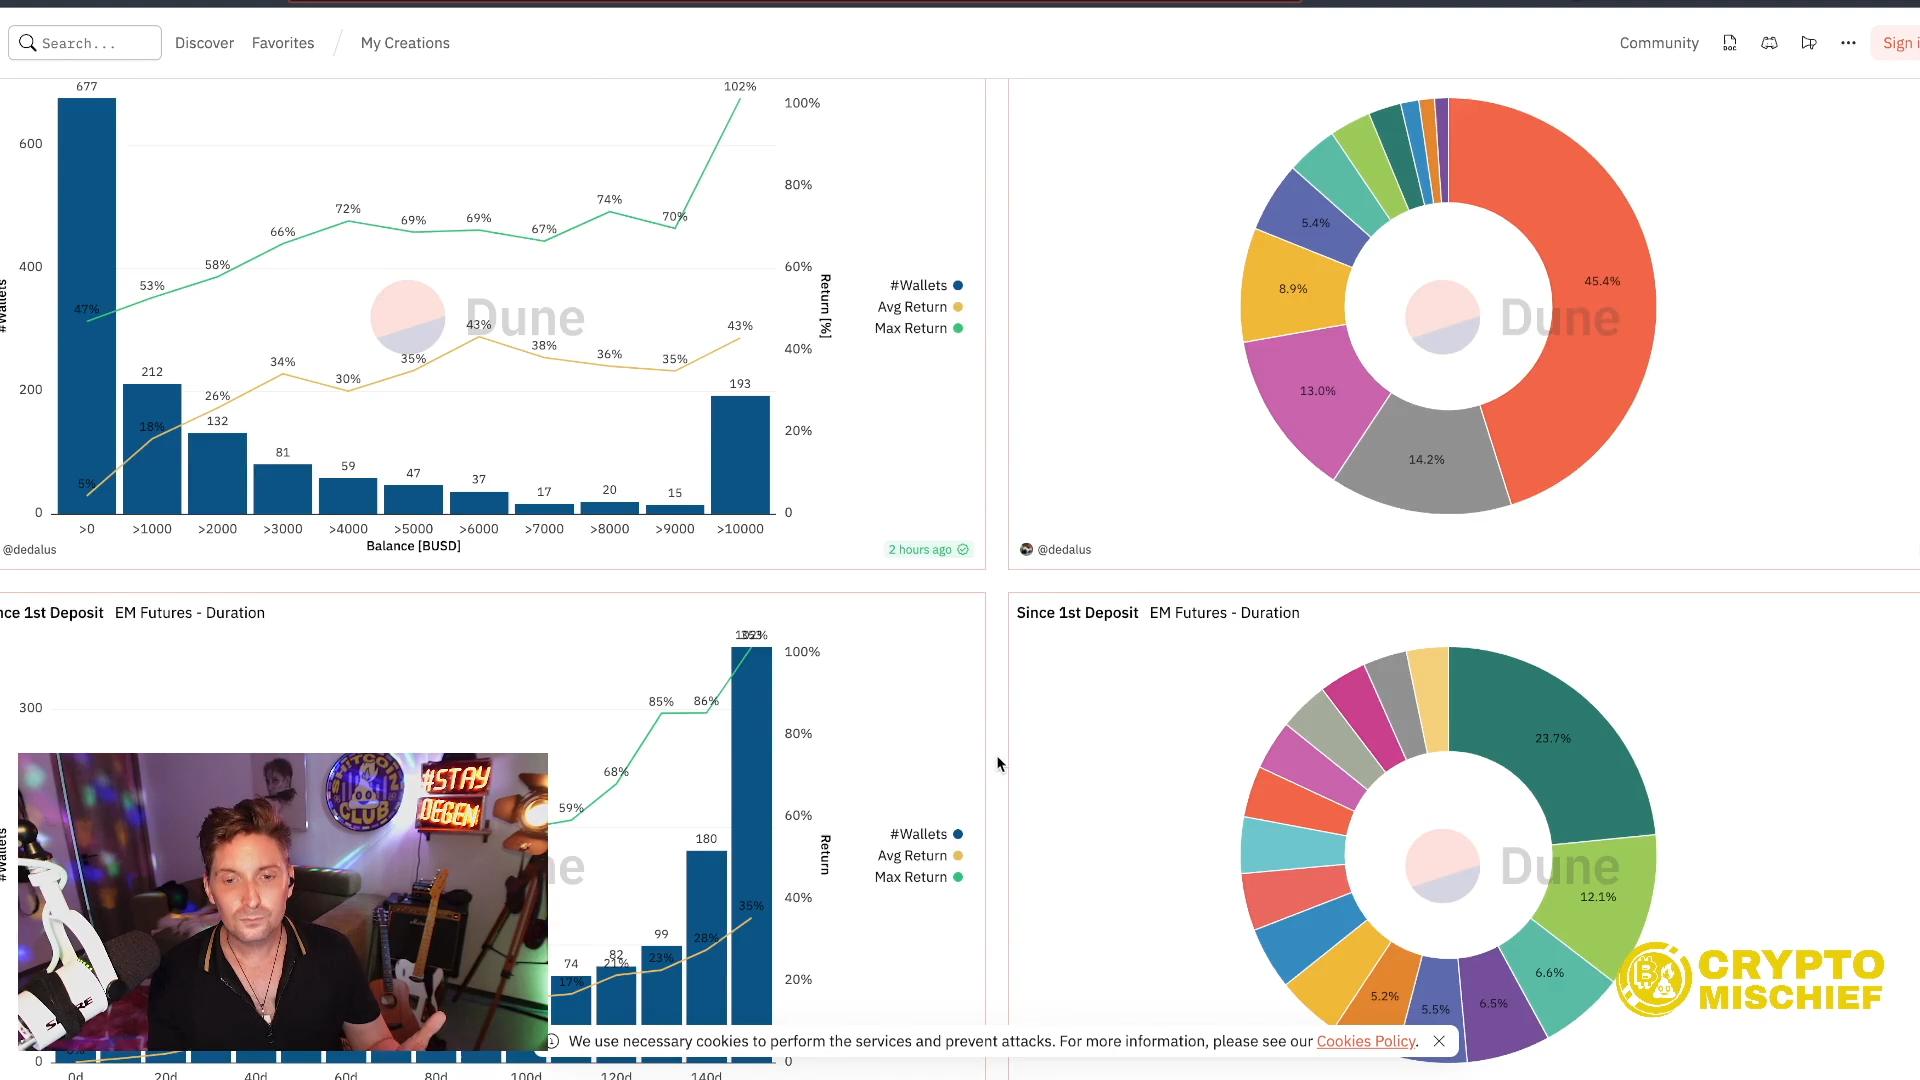 Search...
Discover
Favorites
My Creations
Community
DOC
Sign i
677
600
400
200
0
#Wallets
47%
53%
58%
66%
72%
69%
69%
67%
74%
70%
102%
5%
18%
26%
34%
30%
35%
43%
38%
36%
35%
43%
212
132
81
59
47
37
17
20
15
193
100%
80%
60%
40%
20%
0
Return [%]
Dune
#Wallets
Avg Return
Max Return
>0
>1000
>2000
>3000
>4000
>5000
>6000
>7000
>8000
>9000
>10000
Balance [BUSD]
@dedalus
2 hours ago
5.4%
8.9%
13.0%
14.2%
45.4%
Dune
@dedalus
nce 1st Deposit EM Futures - Duration
300
0
#Wallets
59%
68%
85%
86%
74
82
99
180
17%
21%
23%
28%
35%
100%
80%
60%
40%
20%
0
Return
ne
#Wallets
Avg Return
Max Return
0d
20d
40d
60d
80d
100d
120d
140d
Since 1st Deposit EM Futures - Duration
23.7%
12.1%
6.6%
6.5%
5.5%
5.2%
Dune
SHITCOIN
CLUB
#STAY
DEGEN
We use necessary cookies to perform the services and prevent attacks. For more information, please see our Cookies Policy.
CRYPTO
MISCHIEF